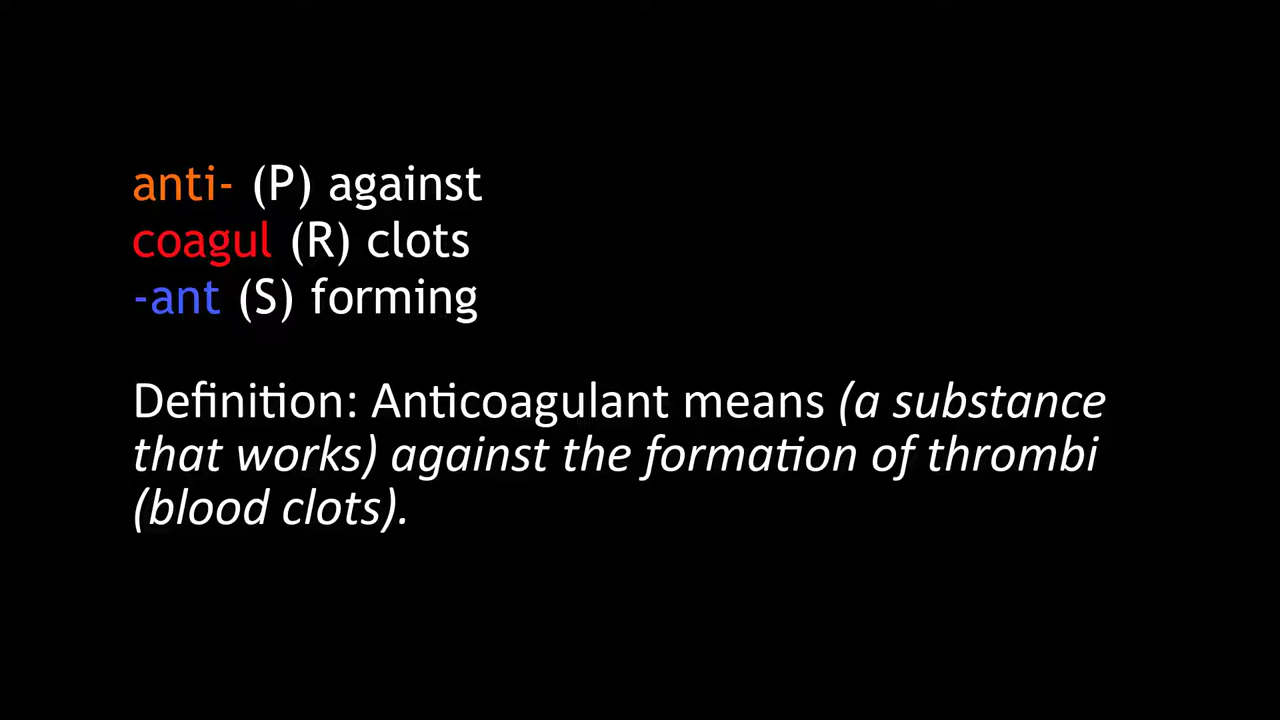 anti- (P) against
coagul (R) clots
-ant (S) forming
Definition: Anticoagulant means (a substance
that works) against the formation of thrombi
(blood clots).